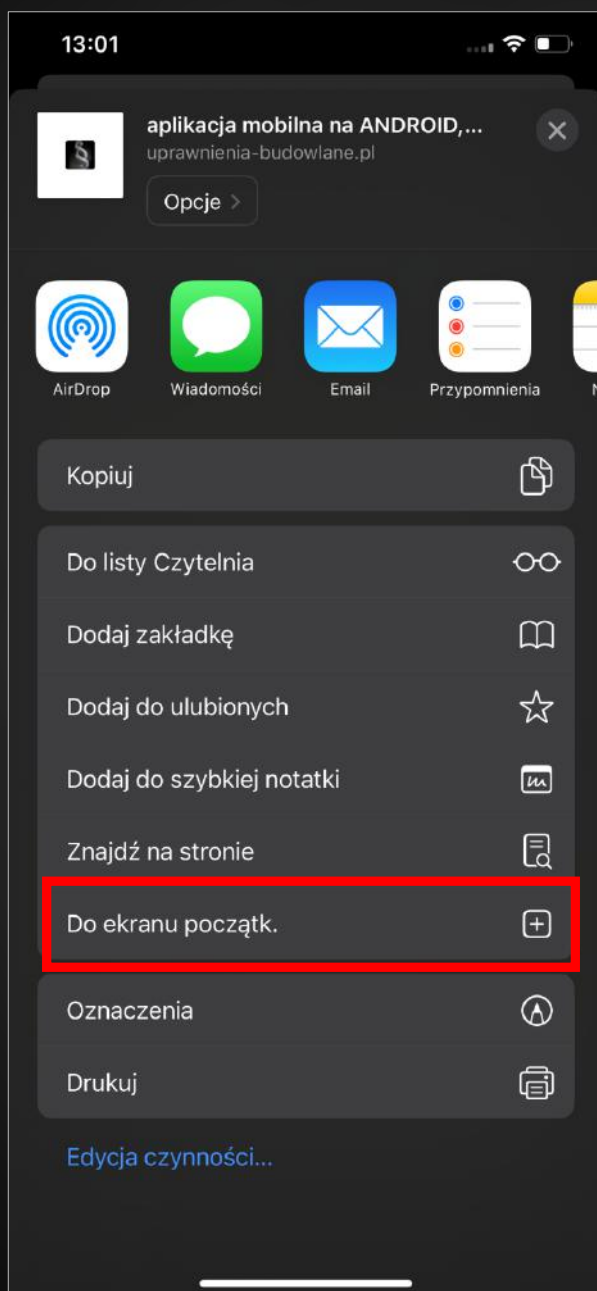 13:01
aplikacja mobilna na ANDROID,...
uprawnienia-budowlane.pl
Opcje
AirDrop
Wiadomości
Email
Przypomnienia
N
Kopiuj
Do listy Czytelnia
Dodaj zakładkę
Dodaj do ulubionych
Dodaj do szybkiej notatki
Znajdź na stronie
Do ekranu początk.
Oznaczenia
Drukuj
Edycja czynności...